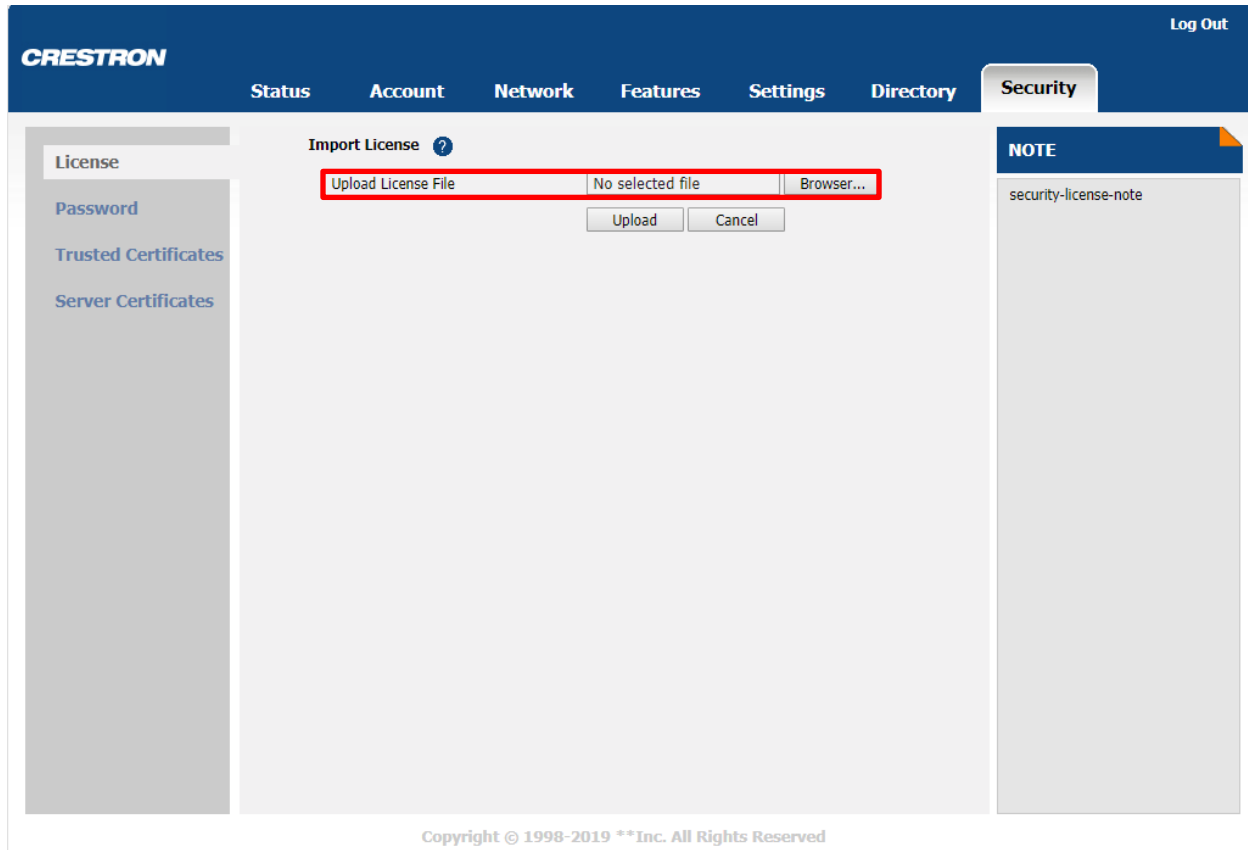 Log Out
CRESTRON
Status Account Network Features Settings Directory Security
License
Password
Trusted Certificates
Server Certificates
Import License ?
Upload License File No selected file Browser...
Upload Cancel
NOTE
security-license-note
Copyright © 1998-2019 **Inc. All Rights Reserved